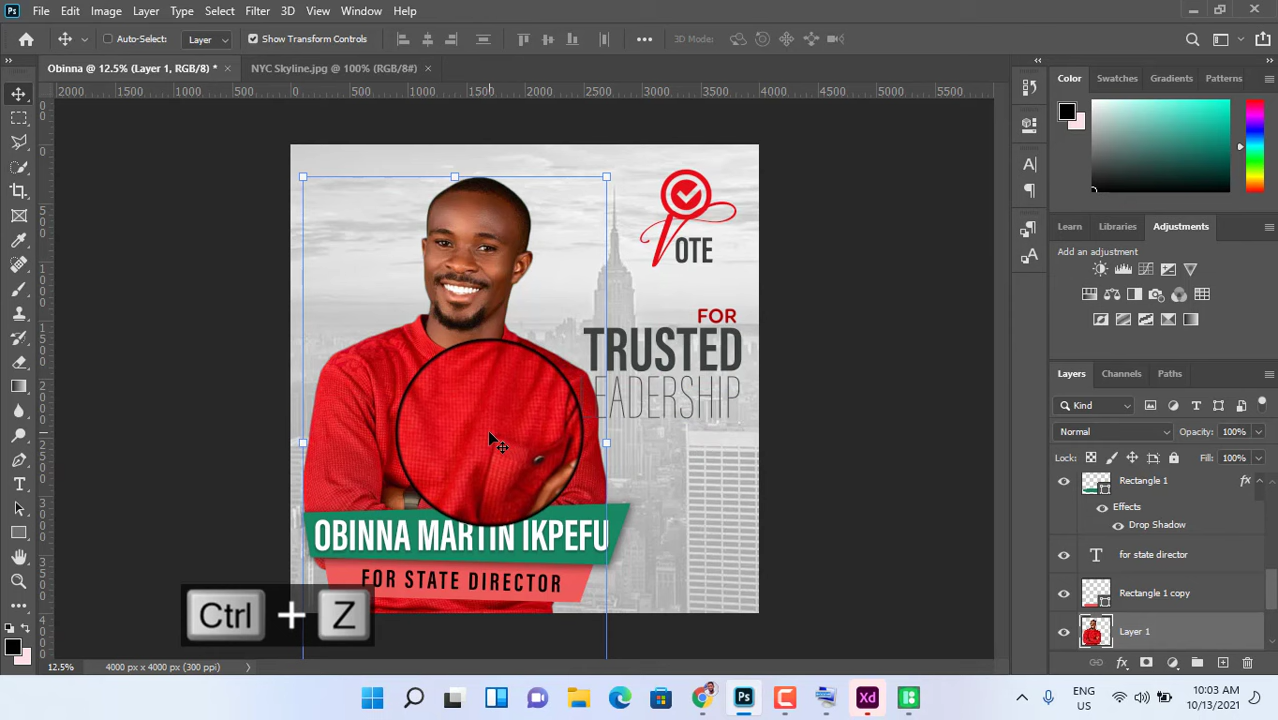 Ps File Edit Image Layer Type Select Filter 3D View Window Help
Auto-Select: Layer Show Transform Controls 3D Mode:
Obinna @ 12.5% (Layer 1, RGB/8) * × NYC Skyline.jpg @ 100% (RGB/8#) ×
2000 1500 1000 500 0 500 1000 1500 2000 2500 3000 3500 4000 4500 5000 5500
OTE
FOR
TRUSTED
LEADERSHIP
OBINNA MARTIN IKPEFU
FOR STATE DIRECTOR
Ctrl + Z
12.5% 4000 px x 4000 px (300 ppi)
Color Swatches Gradients Patterns
Learn Libraries Adjustments
Add an adjustment
Layers Channels Paths
Kind
Normal Opacity: 100%
Lock: Fill: 100%
Rectangle 1 fx
Effects
Drop Shadow
T for state director
Rectangle 1 copy
Layer 1
Ps Xd
ENG
US
10:03 AM
10/13/2021